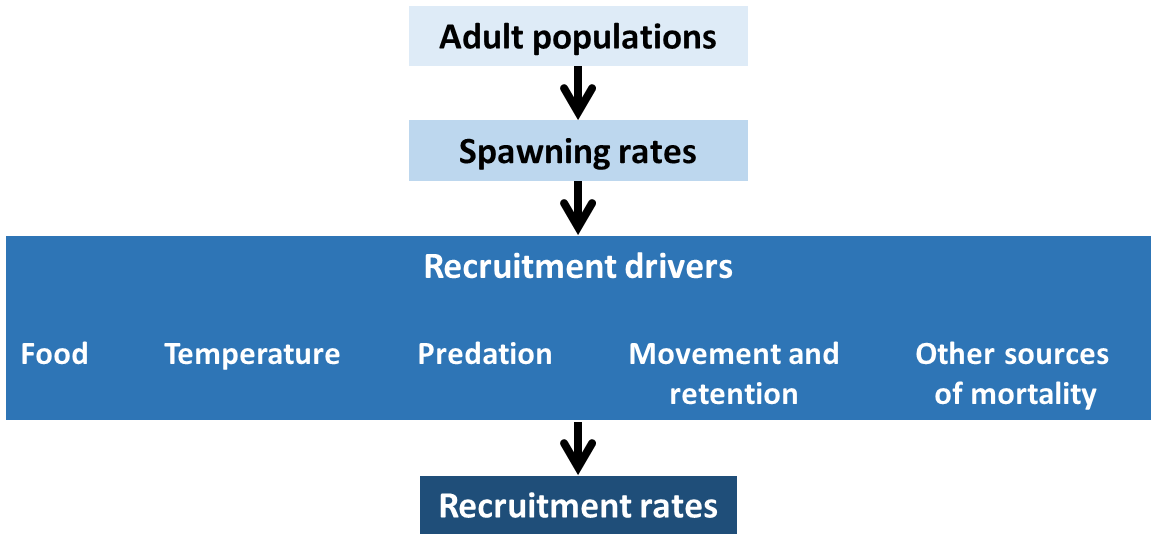 Adult populations
Spawning rates
Recruitment drivers
Food
Temperature
Predation
Movement and
retention
Other sources
of mortality
Recruitment rates